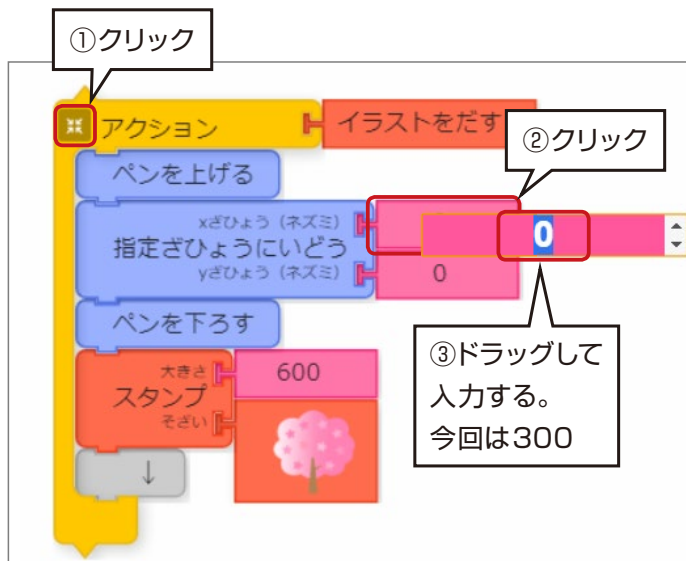 ①クリック
アクション
イラストをだす
②クリック
ペンを上げる
xざひょう（ネズミ）
指定ざひょうにいどう
0
yざひょう（ネズミ）
0
ペンを下ろす
③ドラッグして
入力する。
今回は300
大きさ
600
スタンプ
そざい
↓